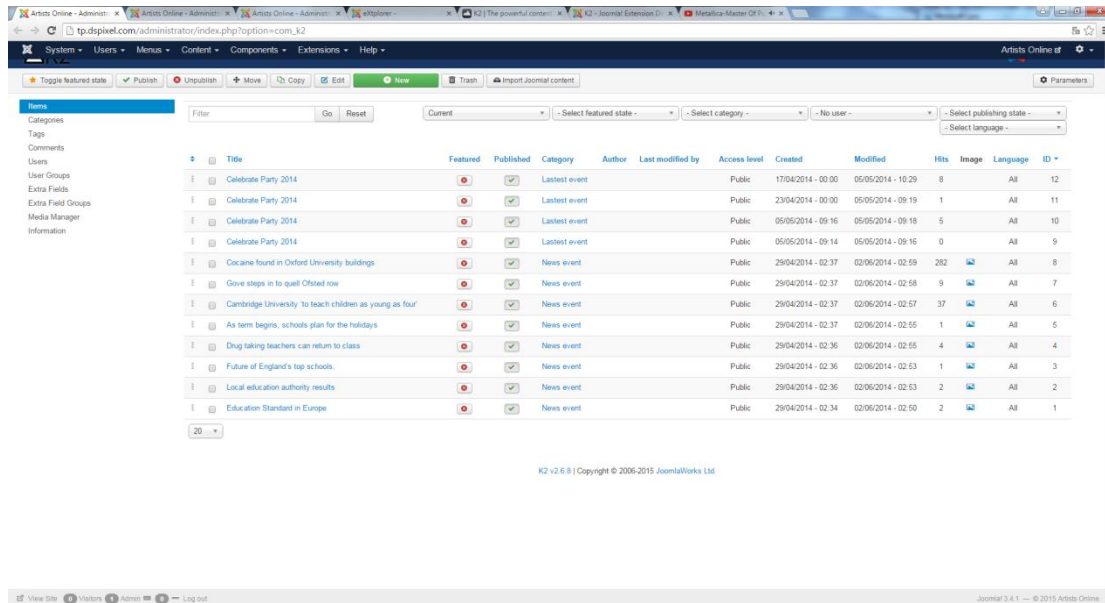 Artists Online - Administr Artists Online - Administr Artists Online - Administr eXtplorer - K2 | The powerful content K2 - Joomla! Extension Di Metallica-Master Of Pu
tp.dspixel.com/administrator/index.php?option=com_k2
System Users Menus Content Components Extensions Help Artists Online
Toggle featured state Publish Unpublish Move Copy Edit New Trash Import Joomla! content Parameters
Items
Categories
Tags
Comments
Users
User Groups
Extra Fields
Extra Field Groups
Media Manager
Information
Filter Go Reset Current - Select featured state - - Select category - - No user - - Select publishing state -
- Select language -
Title Featured Published Category Author Last modified by Access level Created Modified Hits Image Language ID
Celebrate Party 2014 Lastest event Public 17/04/2014 - 00:00 05/05/2014 - 10:29 8 All 12
Celebrate Party 2014 Lastest event Public 23/04/2014 - 00:00 05/05/2014 - 09:19 1 All 11
Celebrate Party 2014 Lastest event Public 05/05/2014 - 09:16 05/05/2014 - 09:18 5 All 10
Celebrate Party 2014 Lastest event Public 05/05/2014 - 09:14 05/05/2014 - 09:16 0 All 9
Cocaine found in Oxford University buildings News event Public 29/04/2014 - 02:37 02/06/2014 - 02:59 282 All 8
Gove steps in to quell Ofsted row News event Public 29/04/2014 - 02:37 02/06/2014 - 02:58 9 All 7
Cambridge University 'to teach children as young as four' News event Public 29/04/2014 - 02:37 02/06/2014 - 02:57 37 All 6
As term begins, schools plan for the holidays News event Public 29/04/2014 - 02:37 02/06/2014 - 02:55 1 All 5
Drug taking teachers can return to class News event Public 29/04/2014 - 02:36 02/06/2014 - 02:55 4 All 4
Future of England's top schools News event Public 29/04/2014 - 02:36 02/06/2014 - 02:53 1 All 3
Local education authority results News event Public 29/04/2014 - 02:36 02/06/2014 - 02:53 2 All 2
Education Standard in Europe News event Public 29/04/2014 - 02:34 02/06/2014 - 02:50 2 All 1
20
K2 v2.6.8 | Copyright © 2006-2015 JoomlaWorks Ltd.
View Site 0 Visitors 1 Admin 0 Log out Joomla! 3.4.1 — © 2015 Artists Online